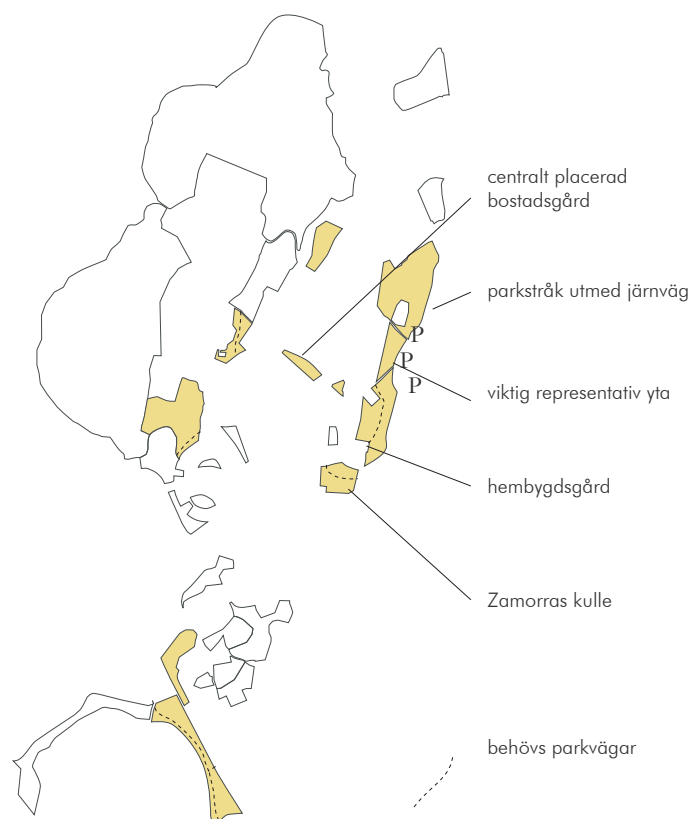 centralt placerad
bostadsgård
parkstråk utmed järnväg
P
P
P
viktig representativ yta
hembygdsgård
Zamorras kulle
behövs parkvägar